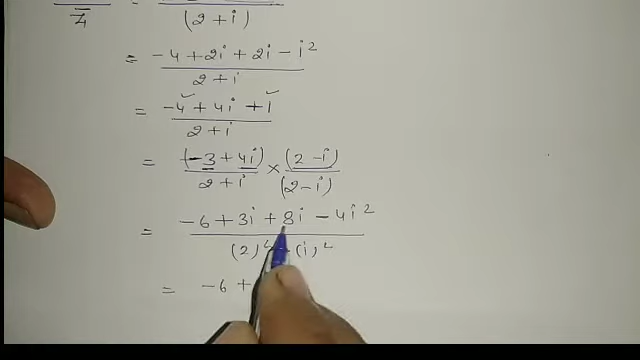 z̄
(2+i)
= -4+2i+2i-i² / 2+i
= -4+4i+1 / 2+i
= (-3+4i) / 2+i × (2-i) / (2-i)
= -6+3i+8i-4i² / (2)² - (i)²
= -6+